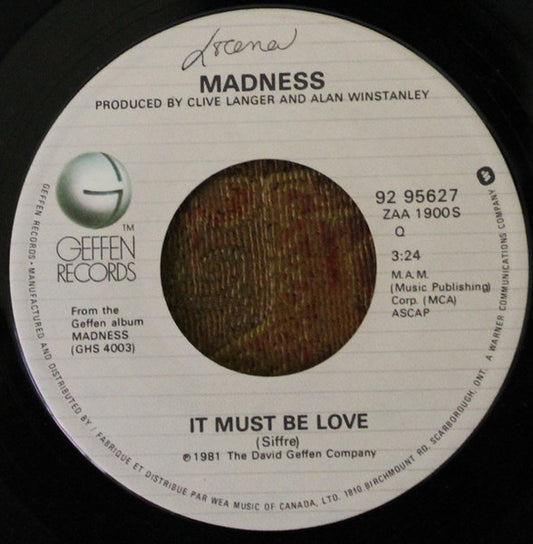 Lorena
MADNESS
PRODUCED BY CLIVE LANGER AND ALAN WINSTANLEY
G
TM
GEFFEN
RECORDS
From the
Geffen album
MADNESS
(GHS 4003)
92 95627
ZAA 1900S
Q
3:24
M.A.M.
(Music Publishing)
Corp. (MCA)
ASCAP
IT MUST BE LOVE
(Siffre)
℗1981 The David Geffen Company
GEFFEN RECORDS · MANUFACTURED AND DISTRIBUTED BY / FABRIQUE ET DISTRIBUE PAR WEA MUSIC OF CANADA, LTD. 1810 BIRCHMOUNT RD, SCARBOROUGH, ONT. A WARNER COMMUNICATIONS COMPANY